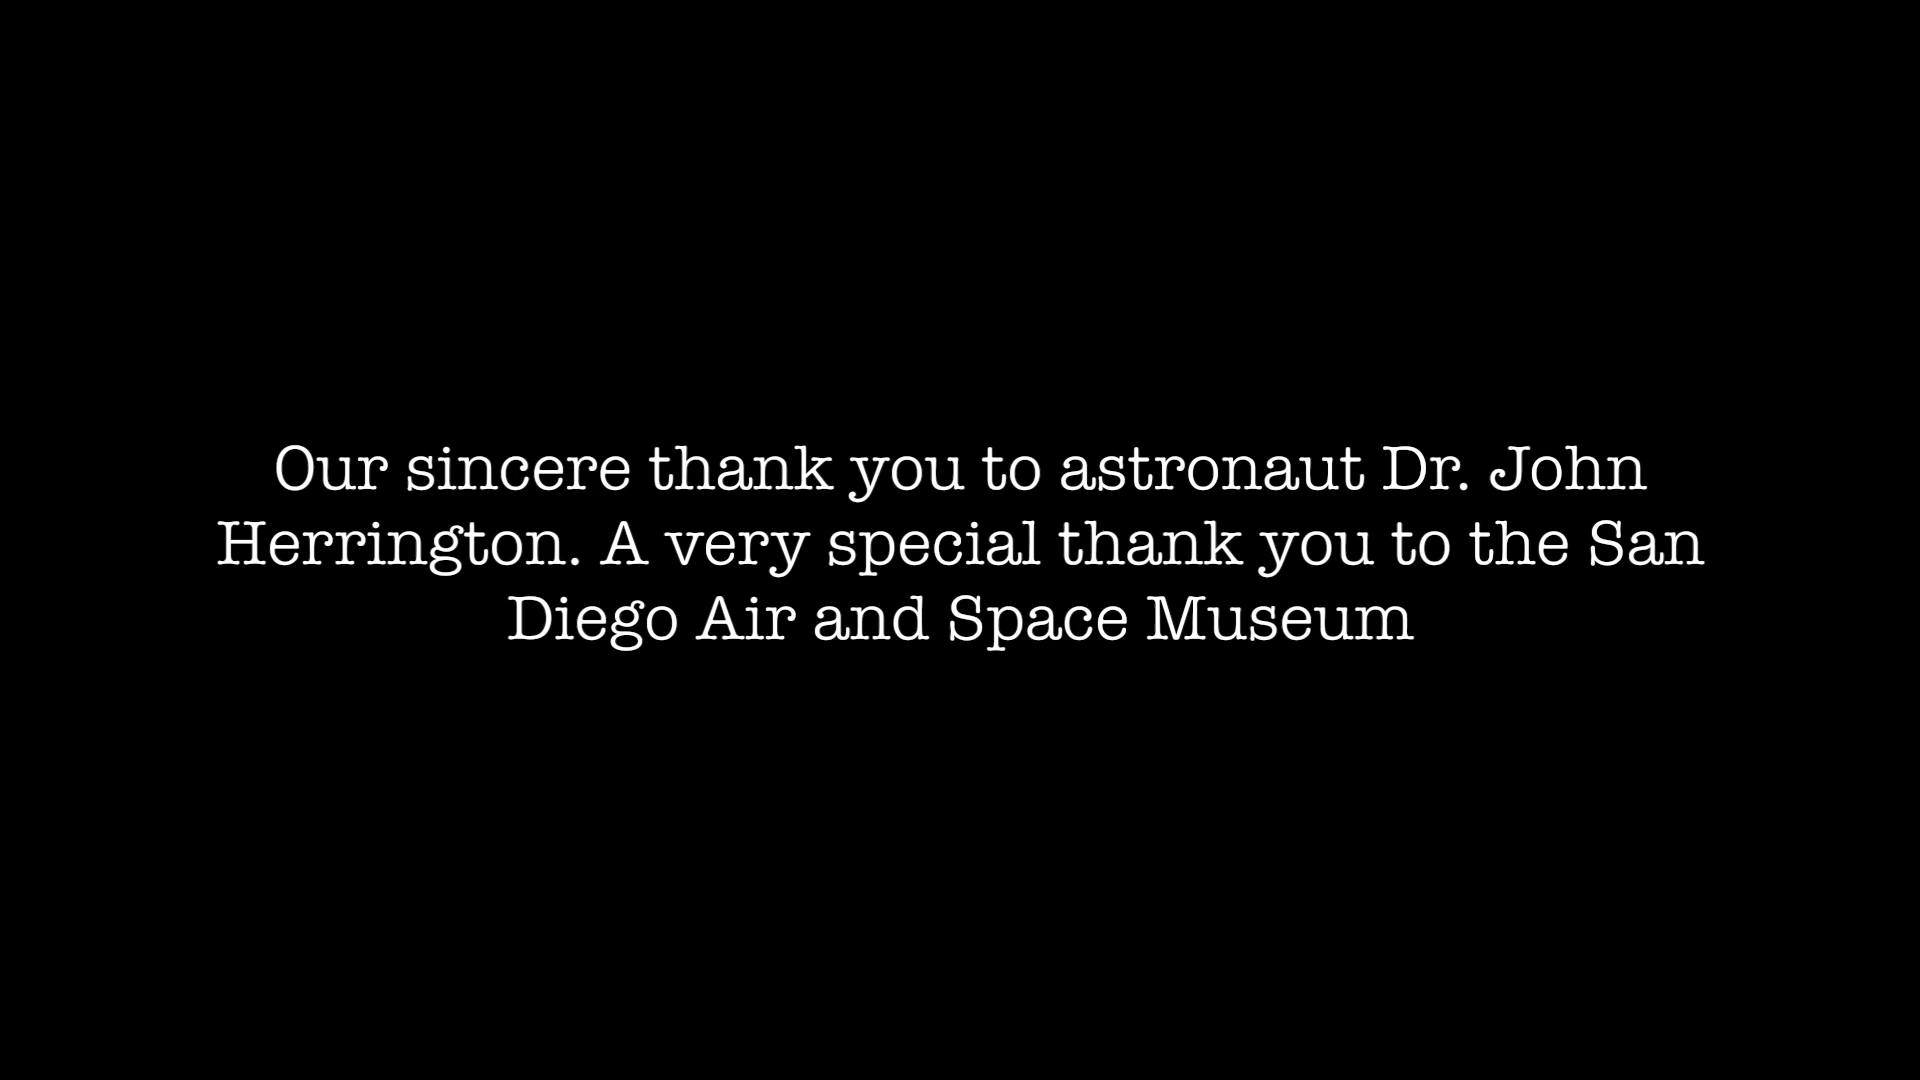 Our sincere thank you to astronaut Dr. John
Herrington. A very special thank you to the San
Diego Air and Space Museum